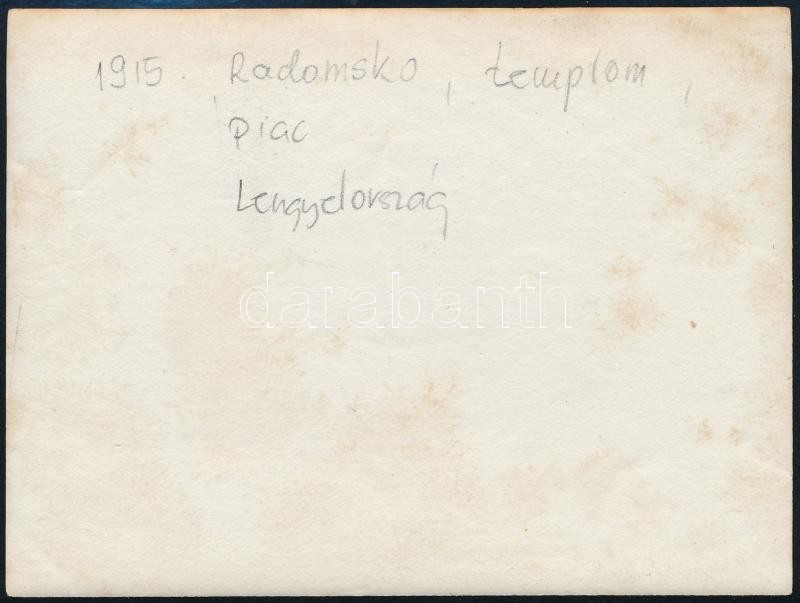 1915. Radomsko, templom,
piac
Lengyelország
darabanth